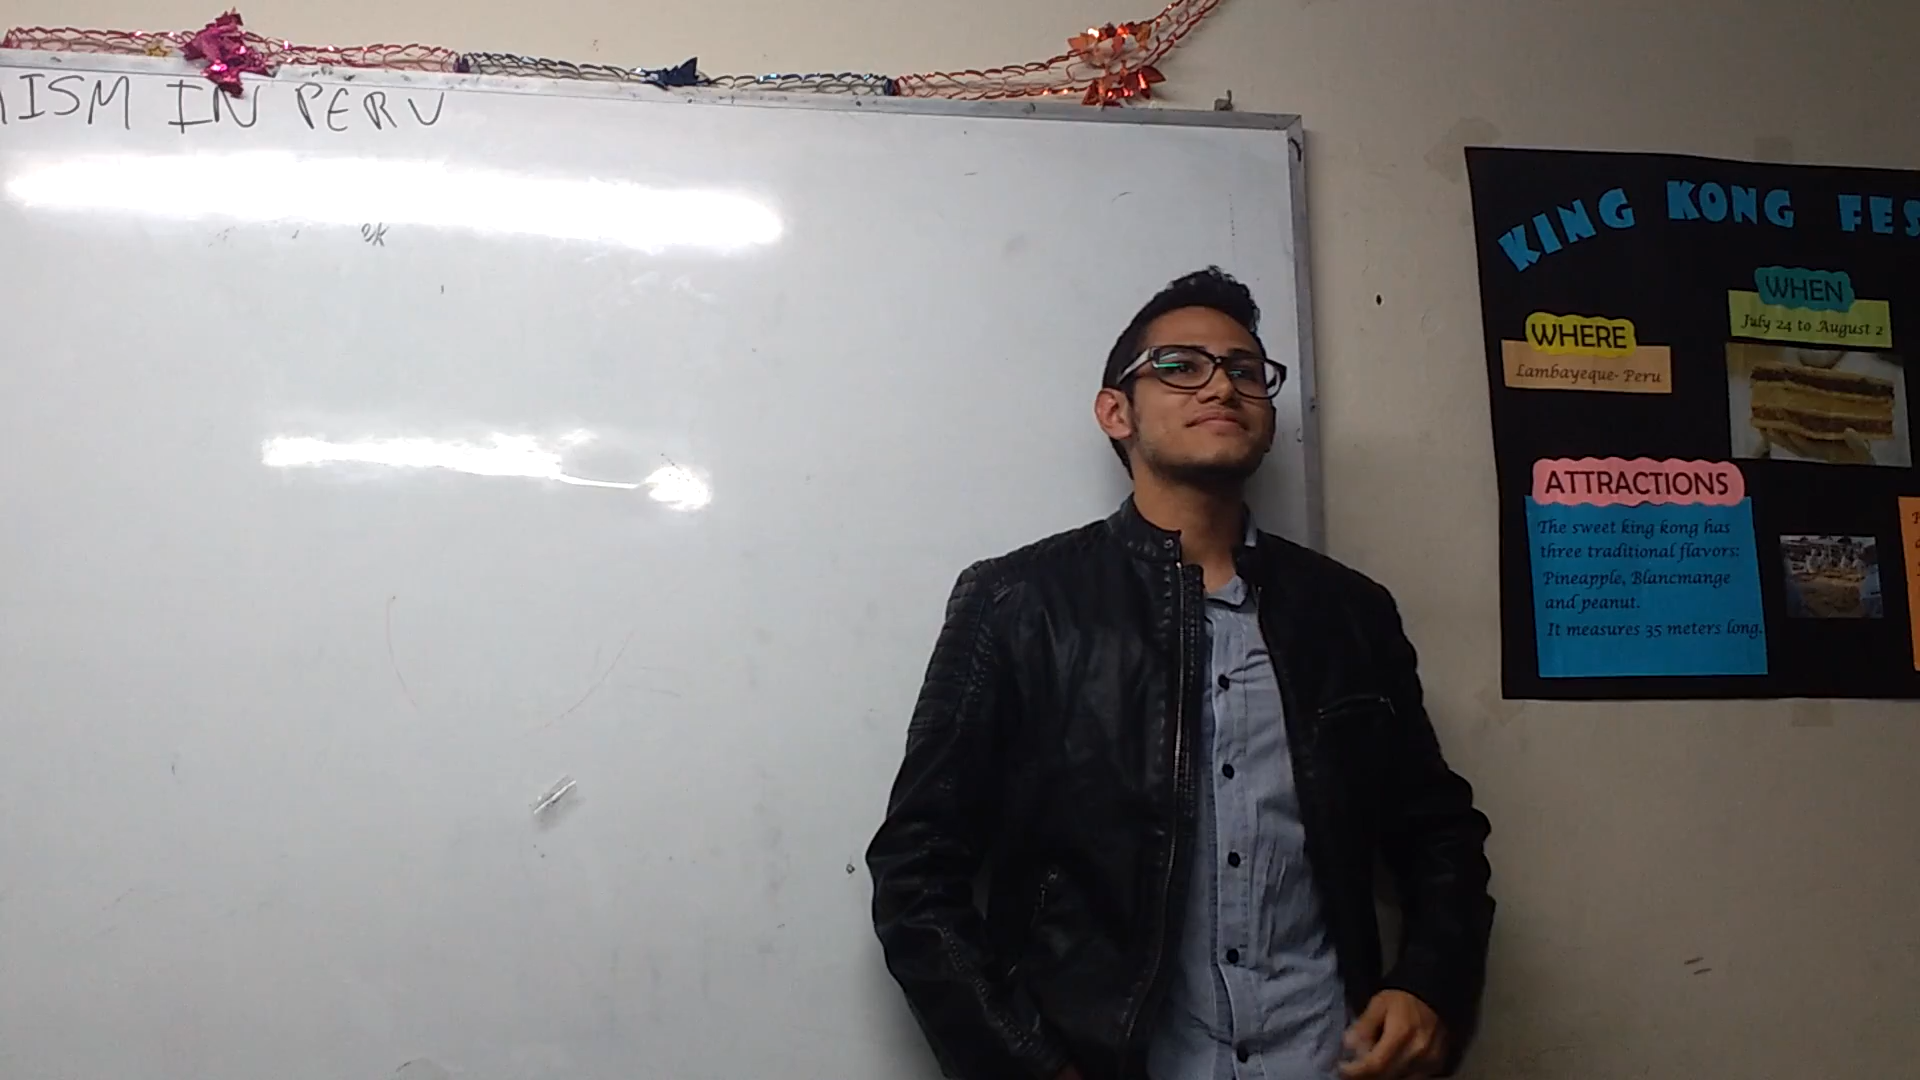 ISM IN PERU
KING KONG FES
WHEN
July 24 to August 2
WHERE
Lambayeque- Peru
ATTRACTIONS
The sweet king kong has
three traditional flavors:
Pineapple, Blancmange
and peanut.
It measures 35 meters long.